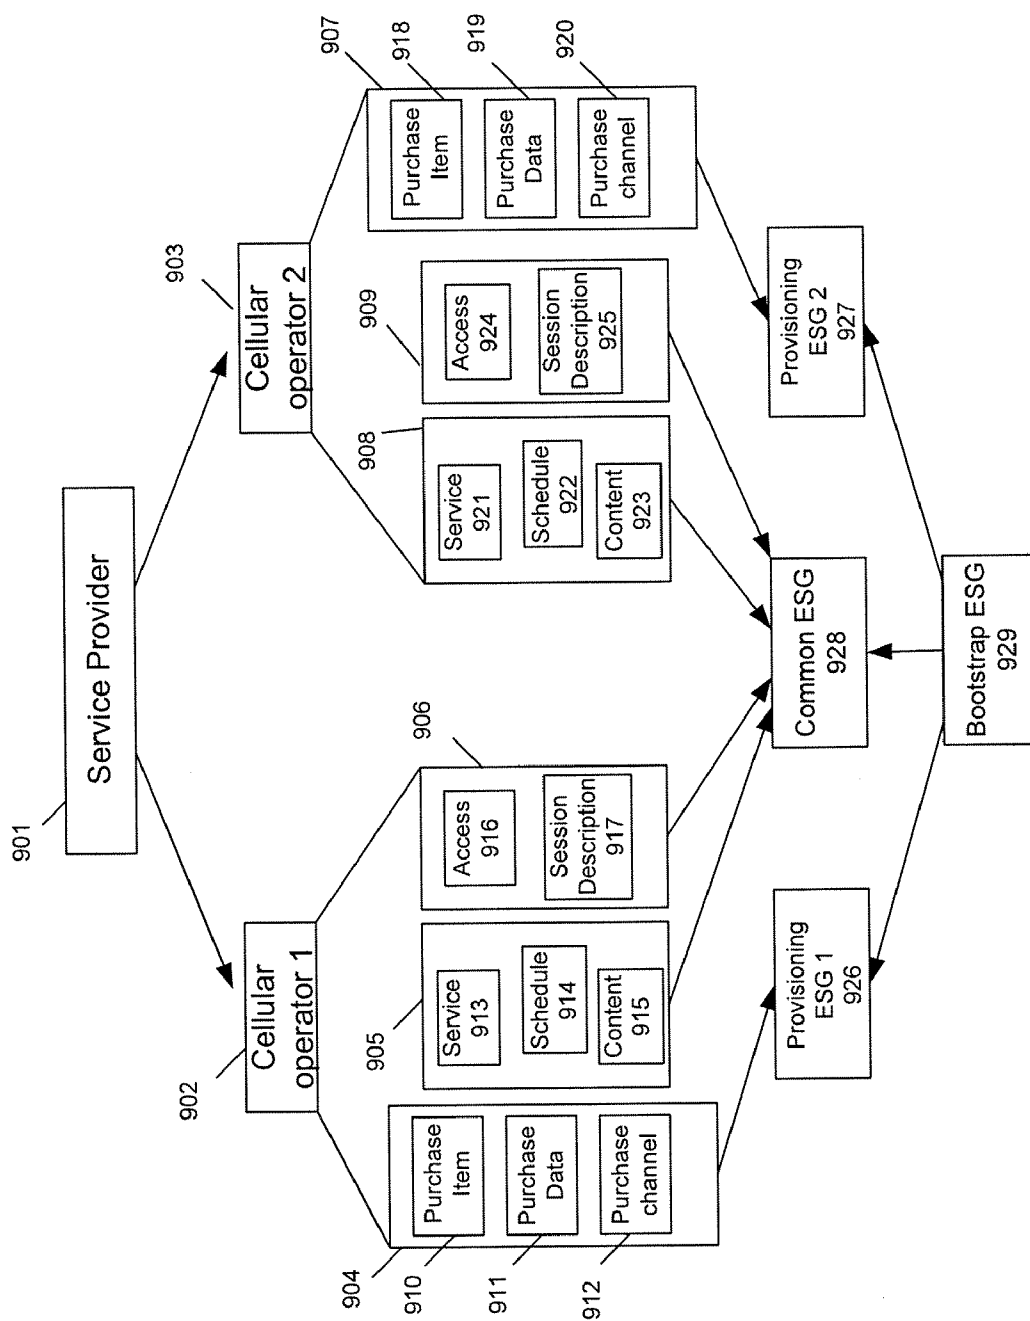 901
Service Provider
902
Cellular
operator 1
903
Cellular
operator 2
904
910
Purchase
Item
911
Purchase
Data
912
Purchase
channel
905
Service
913
Schedule
914
Content
915
906
Access
916
Session
Description
917
908
Service
921
Schedule
922
Content
923
909
Access
924
Session
Description
925
907
918
Purchase
Item
919
Purchase
Data
920
Purchase
channel
Provisioning
ESG 1
926
Common ESG
928
Provisioning
ESG 2
927
Bootstrap ESG
929